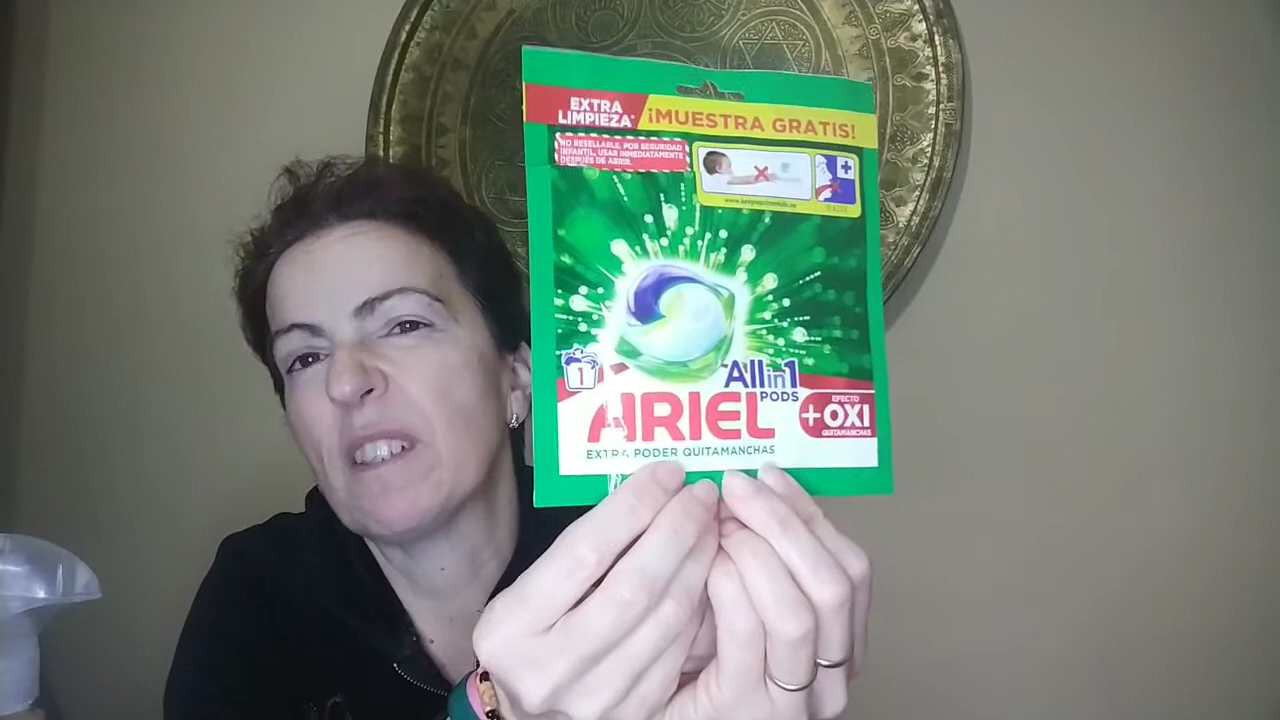 EXTRA
LIMPIEZA*
¡MUESTRA GRATIS!
NO RESELLABLE. POR SEGURIDAD
INFANTIL, USAR INMEDIATAMENTE
DESPUÉS DE ABRIR.
1
All in 1
PODS
ARIEL
EXTRA PODER QUITAMANCHAS
EFECTO
+OXI
QUITAMANCHAS